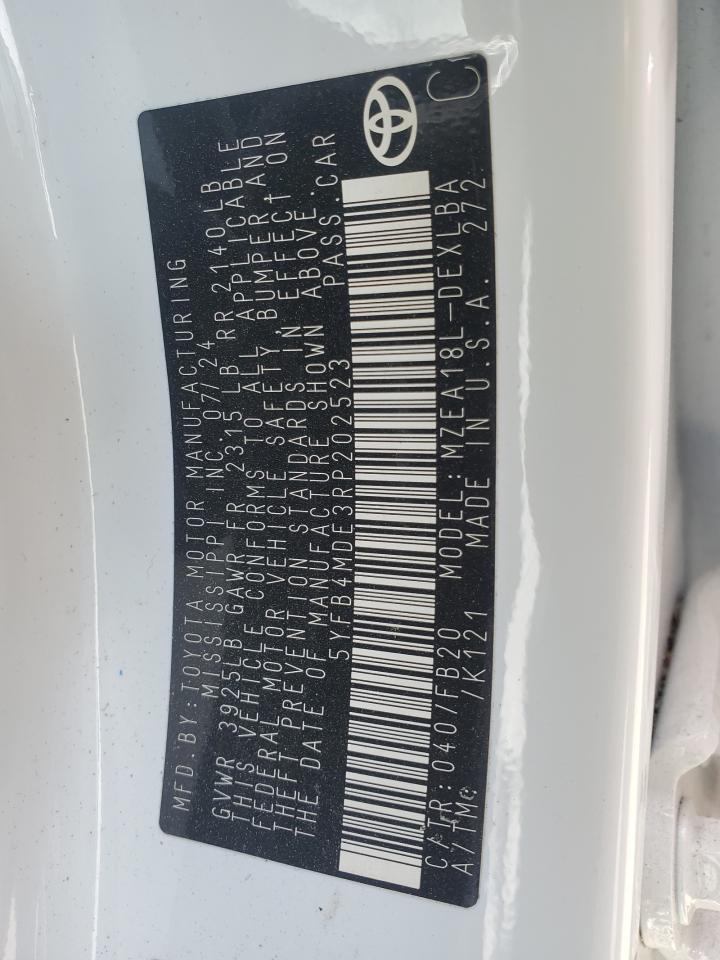 MFD.BY:TOYOTA MOTOR MANUFACTURING
MISSISSIPPI INC. 07/24
GVWR 3925LB GAWR FR 2315 LB RR 2140LB
THIS VEHICLE CONFORMS TO ALL APPLICABLE
FEDERAL MOTOR VEHICLE SAFETY, BUMPER, AND
THEFT PREVENTION STANDARDS IN EFFECT ON
THE DATE OF MANUFACTURE SHOWN ABOVE.
5YFB4MDE3RP202523 PASS.CAR
C/TR:040/FB20 MODEL:MZEA18L-DEXLBA
A/TM: /K121 MADE IN U.S.A. 272